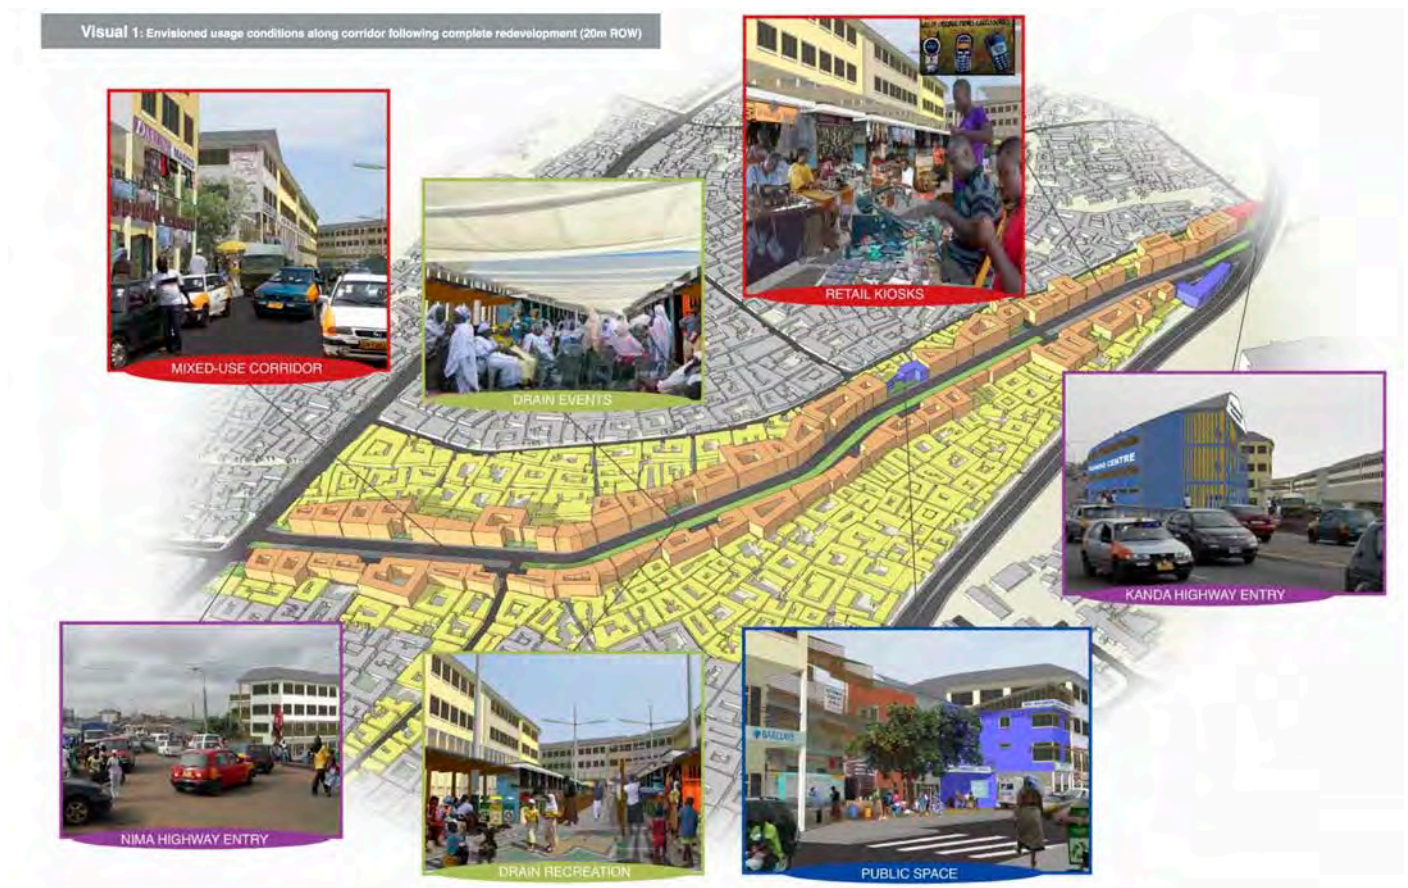 Visual 1: Envisioned usage conditions along corridor following complete redevelopment (20m ROW)
RETAIL KIOSKS
MIXED-USE CORRIDOR
DRAIN EVENTS
CENTRE
KANDA HIGHWAY ENTRY
BARCLAYS
NIMA HIGHWAY ENTRY
DRAIN RECREATION
PUBLIC SPACE